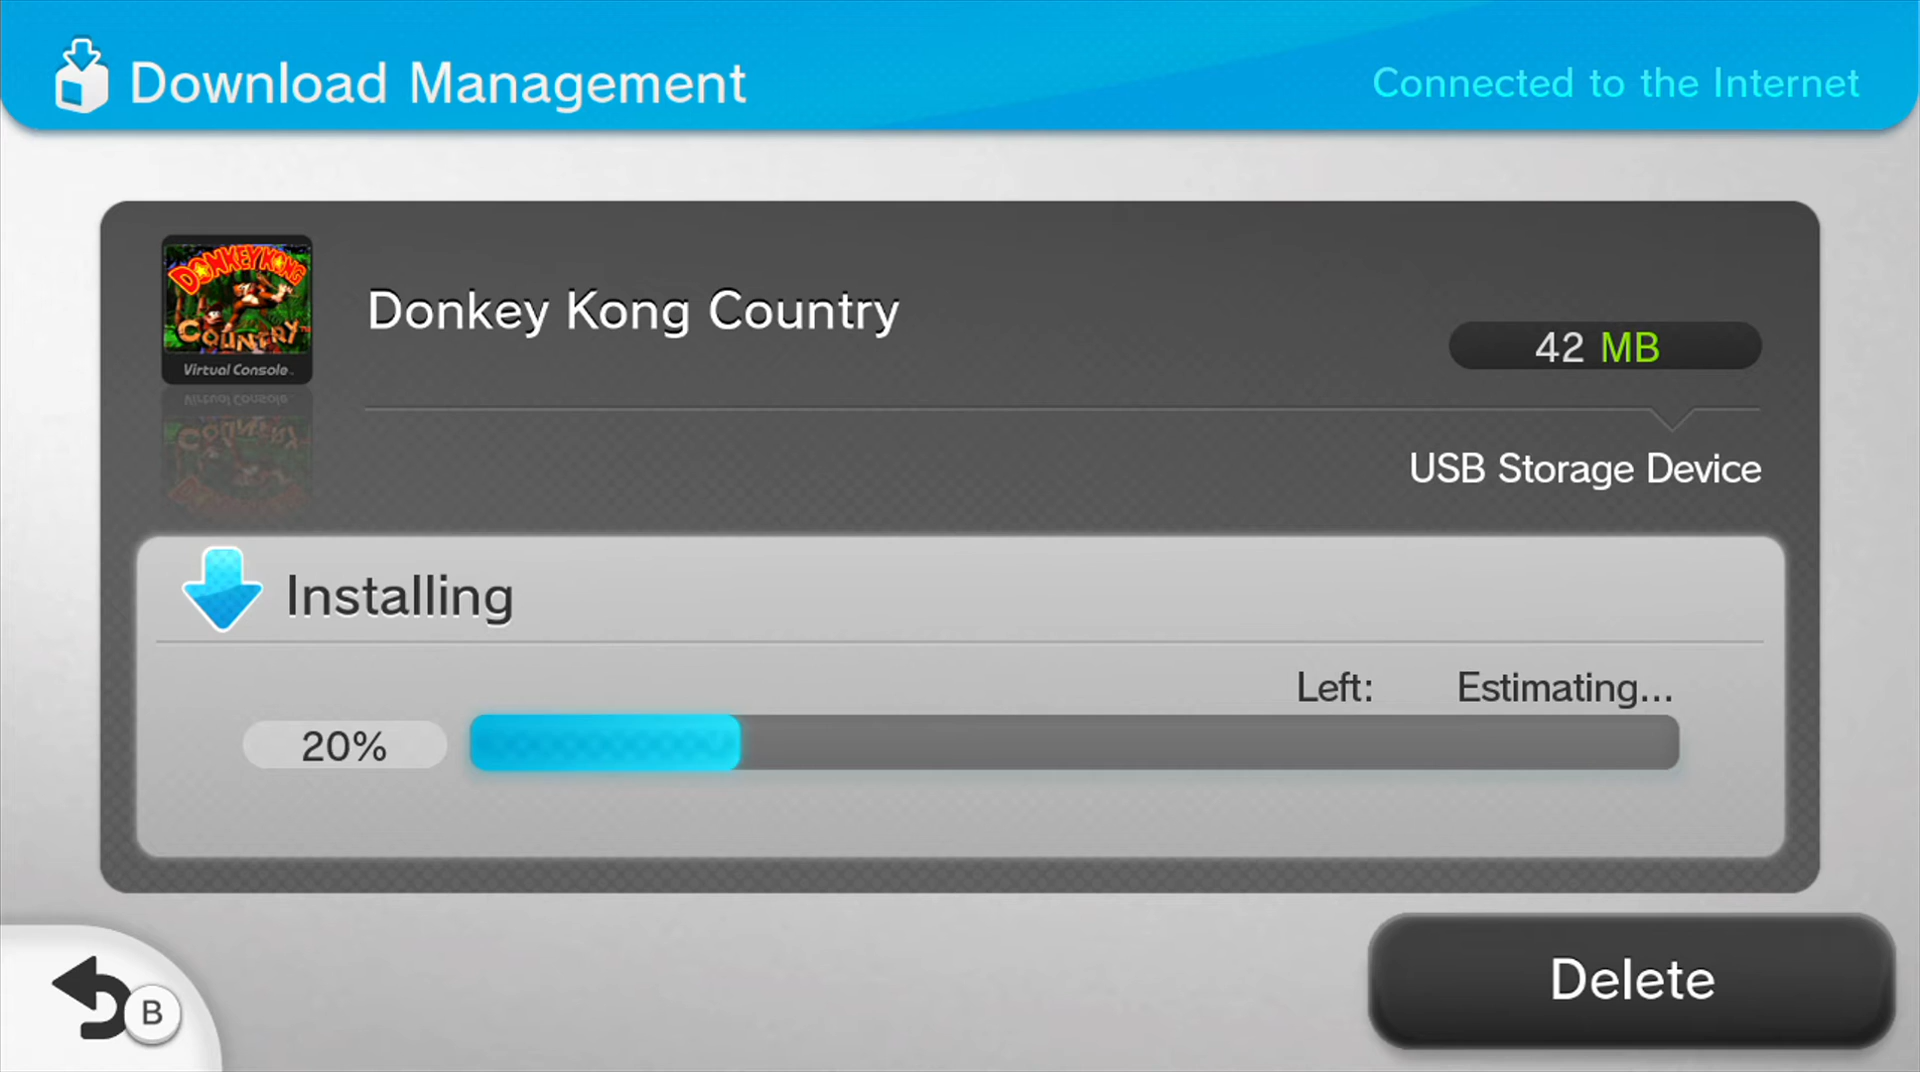 Download Management
Connected to the Internet
DONKEY KONG
COUNTRY
Virtual Console
Donkey Kong Country
42 MB
USB Storage Device
Installing
Left: Estimating...
20%
B
Delete